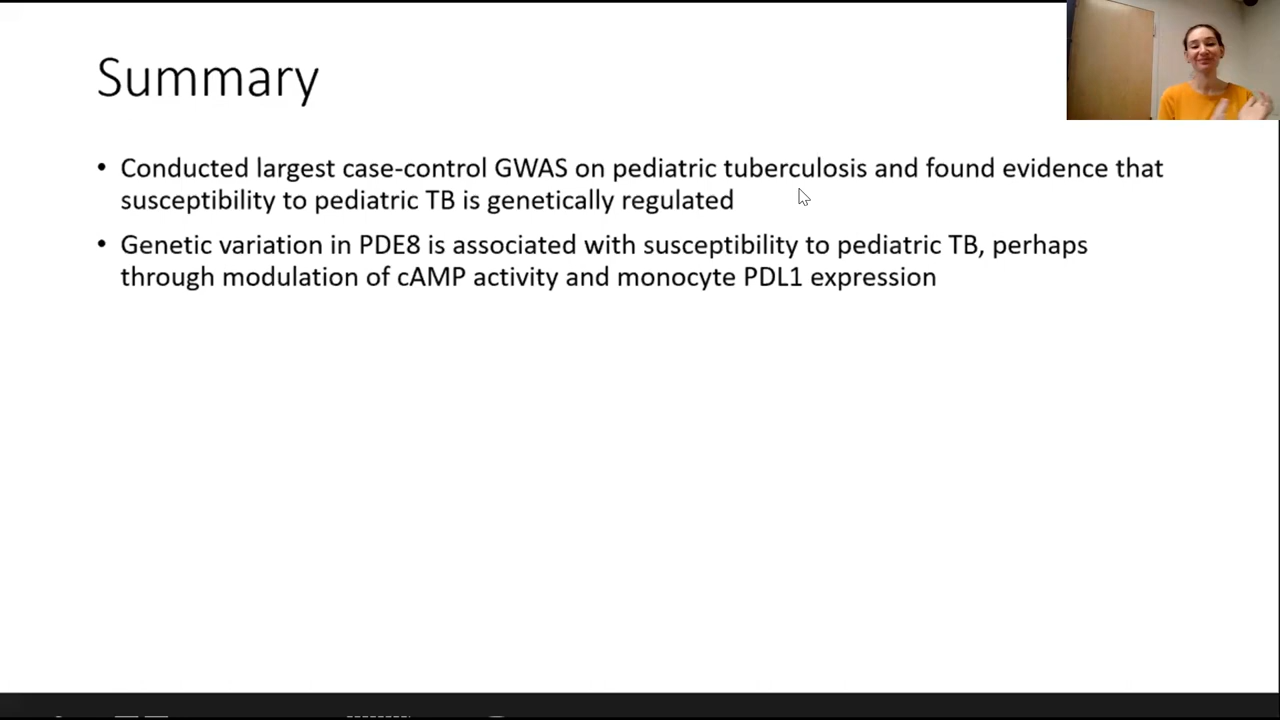 Summary
• Conducted largest case-control GWAS on pediatric tuberculosis and found evidence that
susceptibility to pediatric TB is genetically regulated
• Genetic variation in PDE8 is associated with susceptibility to pediatric TB, perhaps
through modulation of cAMP activity and monocyte PDL1 expression